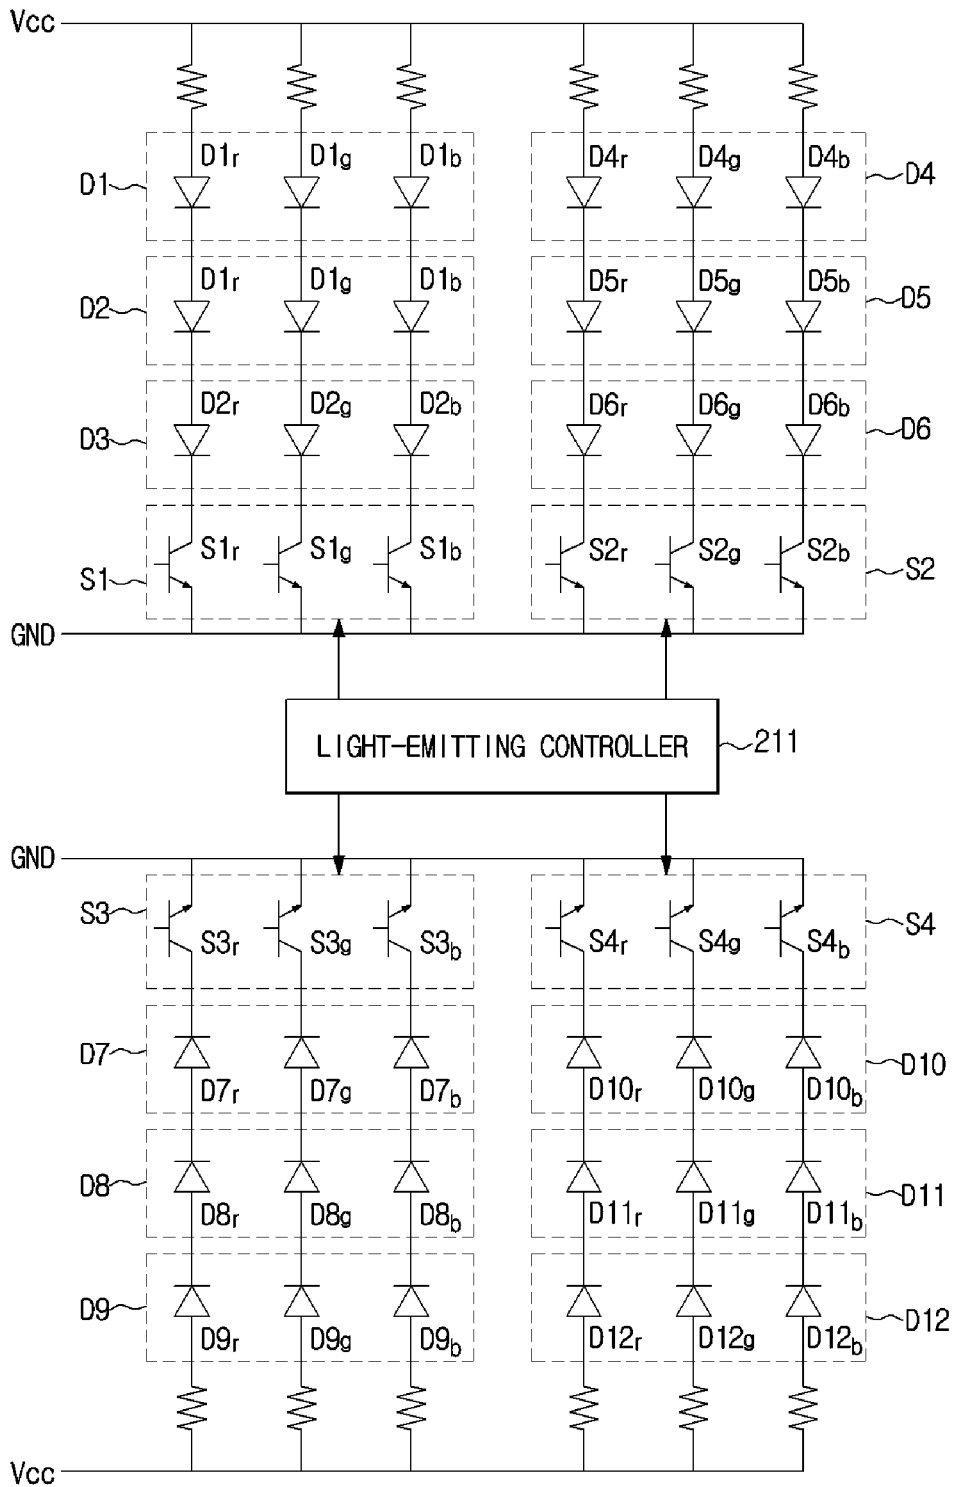 Vcc
D1r D1g D1b D4r D4g D4b
D1 D4
D1r D1g D1b D5r D5g D5b
D2 D5
D2r D2g D2b D6r D6g D6b
D3 D6
S1r S1g S1b S2r S2g S2b
S1 S2
GND
LIGHT-EMITTING CONTROLLER 211
GND
S3 S4
S3r S3g S3b S4r S4g S4b
D7 D10
D7r D7g D7b D10r D10g D10b
D8 D11
D8r D8g D8b D11r D11g D11b
D9 D12
D9r D9g D9b D12r D12g D12b
Vcc